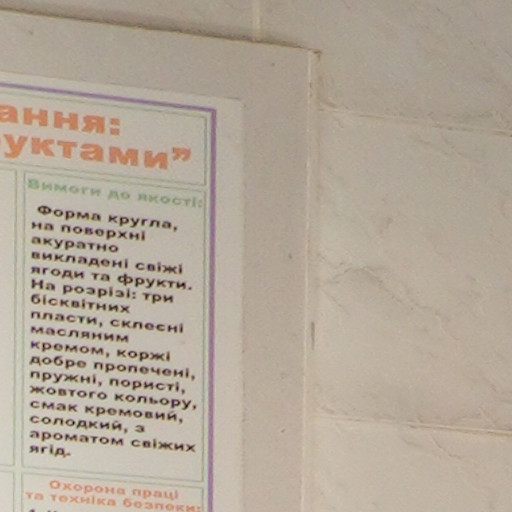 ання:
уктами”
Вимоги до якості:
Форма кругла,
на поверхні
акуратно
викладені свіжі
ягоди та фрукти.
На розрізі: три
бісквітних
пласти, склеєні
масляним
кремом, коржі
добре пропечені,
пружні, пористі,
жовтого кольору,
смак кремовий,
солодкий, з
ароматом свіжих
ягід.
Охорона праці
та техніка безпеки: